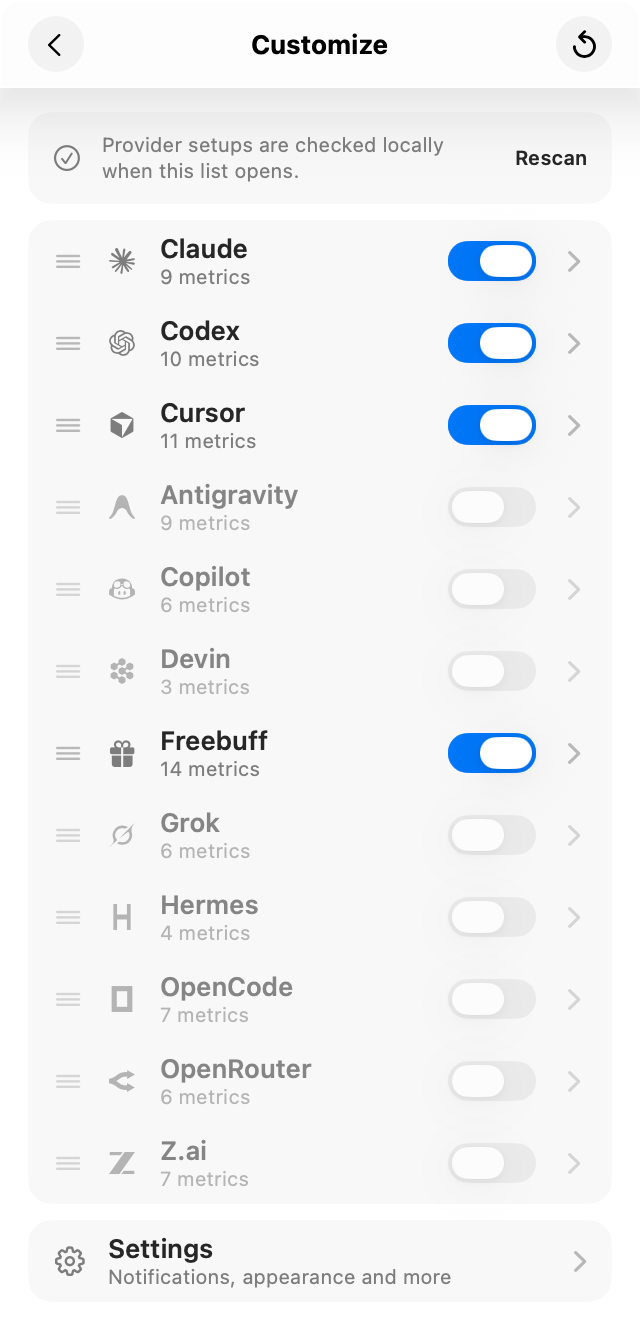 Customize
Provider setups are checked locally
when this list opens.
Rescan
Claude
9 metrics
Codex
10 metrics
Cursor
11 metrics
Antigravity
9 metrics
Copilot
6 metrics
Devin
3 metrics
Freebuff
14 metrics
Grok
6 metrics
Hermes
4 metrics
OpenCode
7 metrics
OpenRouter
6 metrics
Z.ai
7 metrics
Settings
Notifications, appearance and more